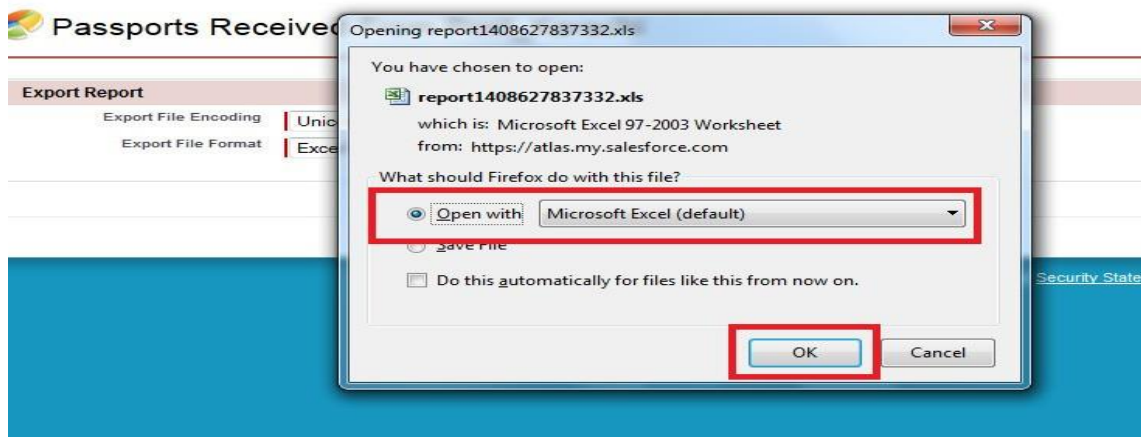 Passports Received
Opening report1408627837332.xls
You have chosen to open:
report1408627837332.xls
which is: Microsoft Excel 97-2003 Worksheet
from: https://atlas.my.salesforce.com
What should Firefox do with this file?
Open with Microsoft Excel (default)
Save File
Do this automatically for files like this from now on.
OK Cancel
Export Report
Export File Encoding Unic
Export File Format Exce
Security State